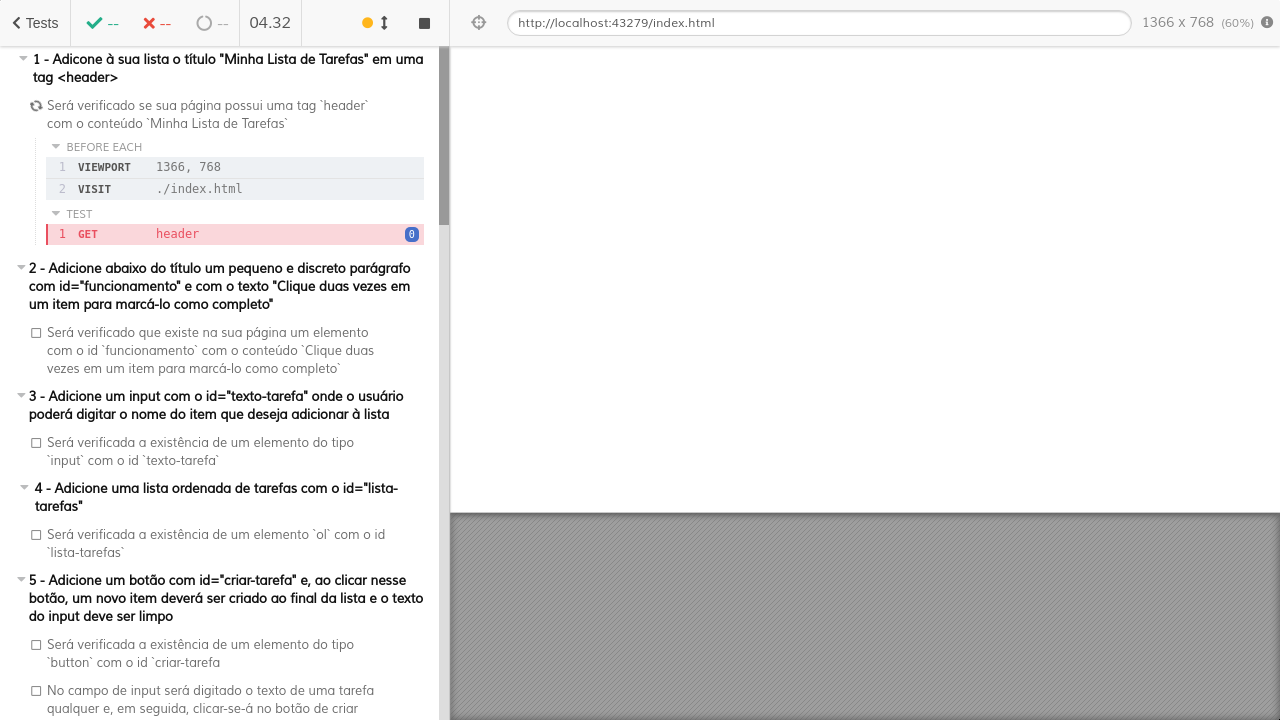 Tests -- -- -- 04.32
http://localhost:43279/index.html 1366 x 768 (60%)
1 - Adicone à sua lista o título "Minha Lista de Tarefas" em uma
tag <header>
Será verificado se sua página possui uma tag `header`
com o conteúdo `Minha Lista de Tarefas`
BEFORE EACH
1 VIEWPORT 1366, 768
2 VISIT ./index.html
TEST
1 GET header 0
2 - Adicione abaixo do título um pequeno e discreto parágrafo
com id="funcionamento" e com o texto "Clique duas vezes em
um item para marcá-lo como completo"
Será verificado que existe na sua página um elemento
com o id `funcionamento` com o conteúdo `Clique duas
vezes em um item para marcá-lo como completo`
3 - Adicione um input com o id="texto-tarefa" onde o usuário
poderá digitar o nome do item que deseja adicionar à lista
Será verificada a existência de um elemento do tipo
`input` com o id `texto-tarefa`
4 - Adicione uma lista ordenada de tarefas com o id="lista-
tarefas"
Será verificada a existência de um elemento `ol` com o id
`lista-tarefas`
5 - Adicione um botão com id="criar-tarefa" e, ao clicar nesse
botão, um novo item deverá ser criado ao final da lista e o texto
do input deve ser limpo
Será verificada a existência de um elemento do tipo
`button` com o id `criar-tarefa
No campo de input será digitado o texto de uma tarefa
qualquer e, em seguida, clicar-se-á no botão de criar